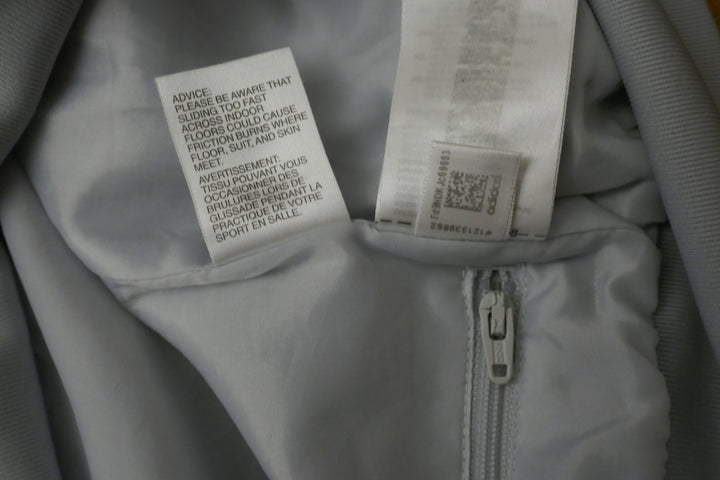 ADVICE:
PLEASE BE AWARE THAT
SLIDING TOO FAST
ACROSS INDOOR
FLOORS COULD CAUSE
FRICTION BURNS WHERE
FLOOR, SUIT, AND SKIN
MEET.
AVERTISSEMENT:
TISSU POUVANT VOUS
OCCASIONNER DES
BRULURES LORS DE
GLISSADE PENDANT LA
PRACTIQUE DE VOTRE
SPORT EN SALLE.
adidas